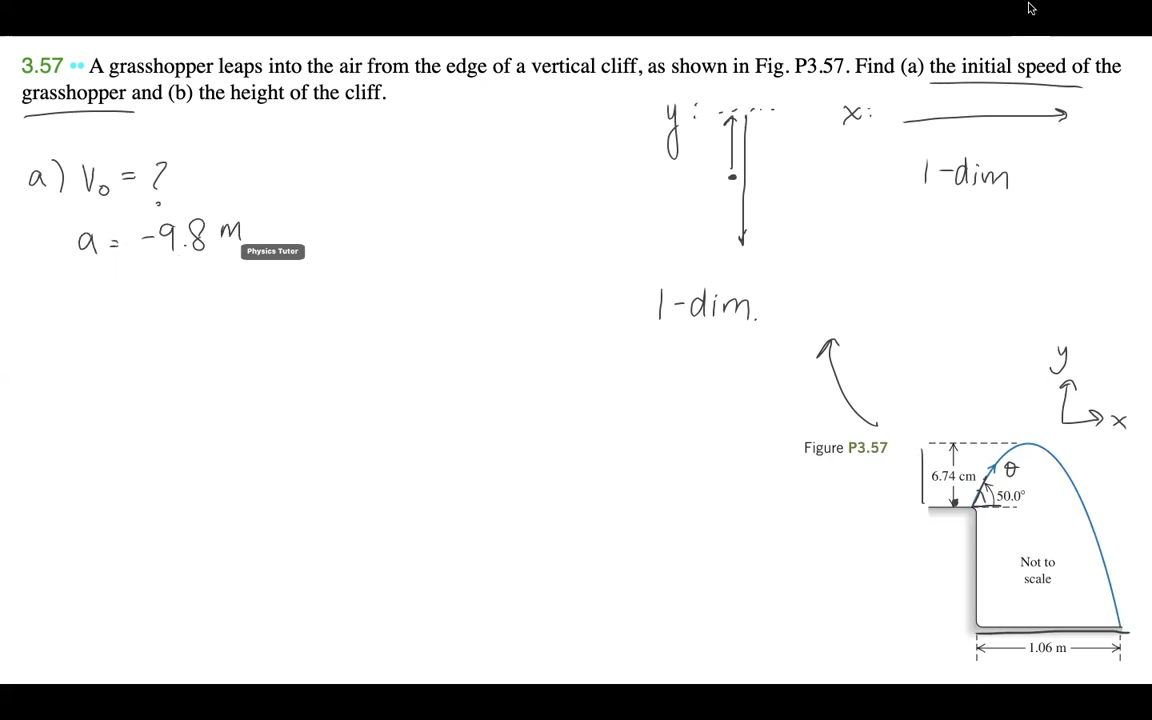 3.57 •• A grasshopper leaps into the air from the edge of a vertical cliff, as shown in Fig. P3.57. Find (a) the initial speed of the
grasshopper and (b) the height of the cliff.
y:
x:
1-dim
a) V₀ = ?
a = -9.8 m
Physics Tutor
1-dim.
y
x
Figure P3.57
θ
6.74 cm
50.0°
Not to
scale
1.06 m